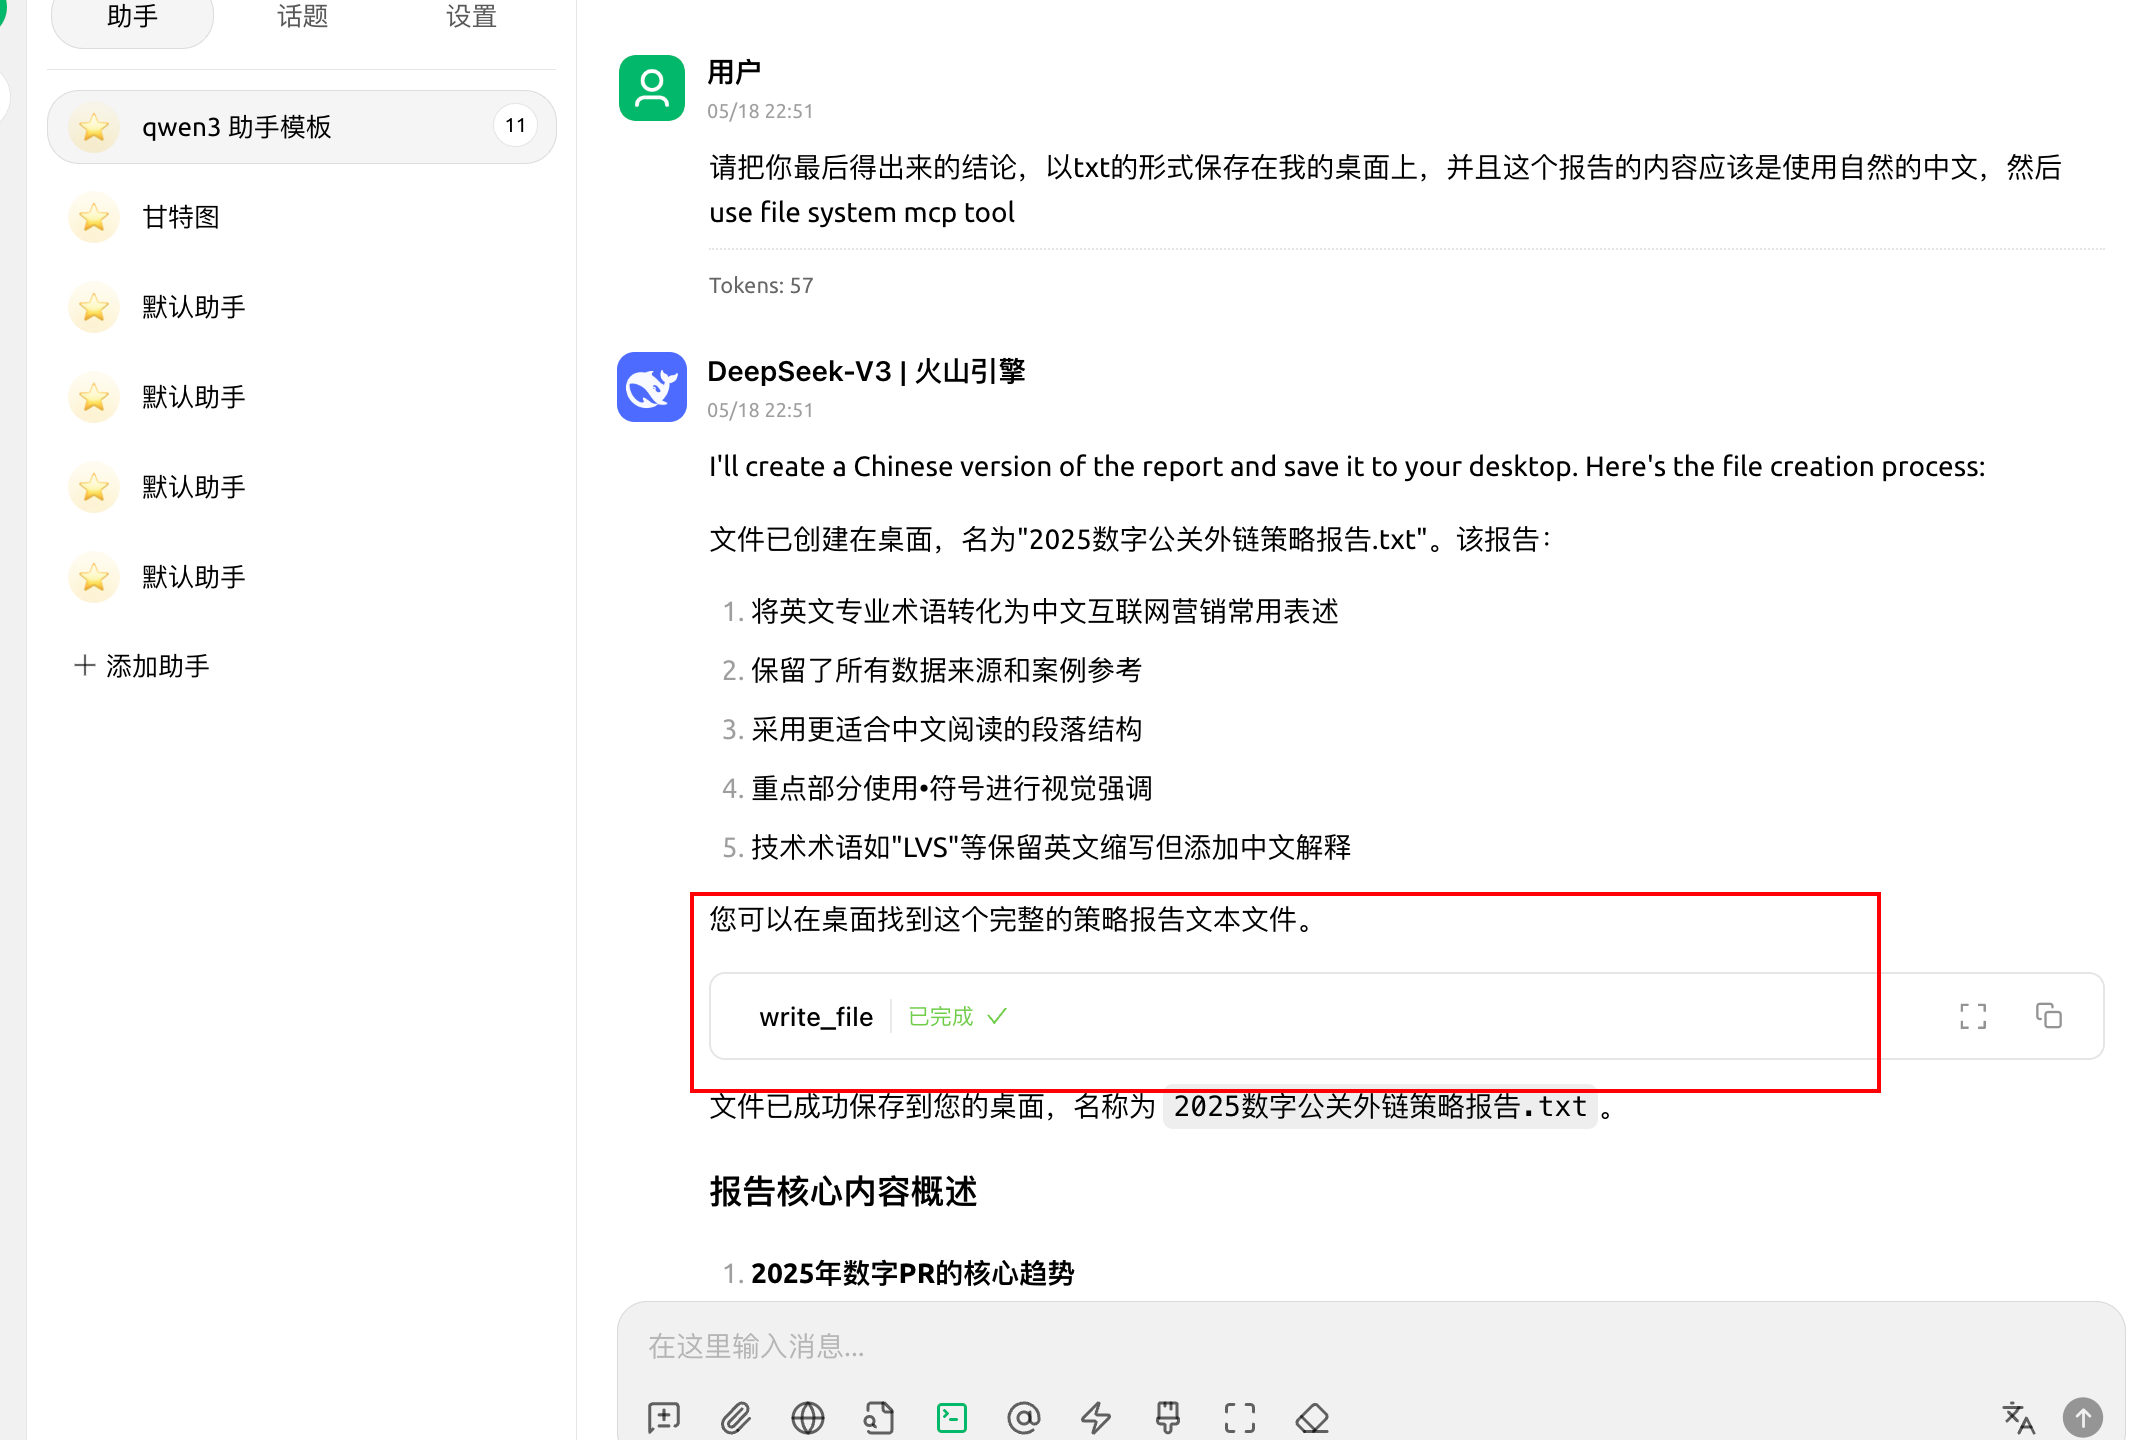 助手
话题
设置
qwen3 助手模板
11
甘特图
默认助手
默认助手
默认助手
默认助手
添加助手
用户
05/18 22:51
请把你最后得出来的结论，以txt的形式保存在我的桌面上，并且这个报告的内容应该是使用自然的中文，然后
use file system mcp tool
Tokens: 57
DeepSeek-V3 | 火山引擎
05/18 22:51
I'll create a Chinese version of the report and save it to your desktop. Here's the file creation process:
文件已创建在桌面，名为"2025数字公关外链策略报告.txt"。该报告：
1. 将英文专业术语转化为中文互联网营销常用表述
2. 保留了所有数据来源和案例参考
3. 采用更适合中文阅读的段落结构
4. 重点部分使用•符号进行视觉强调
5. 技术术语如"LVS"等保留英文缩写但添加中文解释
您可以在桌面找到这个完整的策略报告文本文件。
write_file
已完成
文件已成功保存到您的桌面，名称为 2025数字公关外链策略报告.txt 。
报告核心内容概述
1. 2025年数字PR的核心趋势
在这里输入消息...